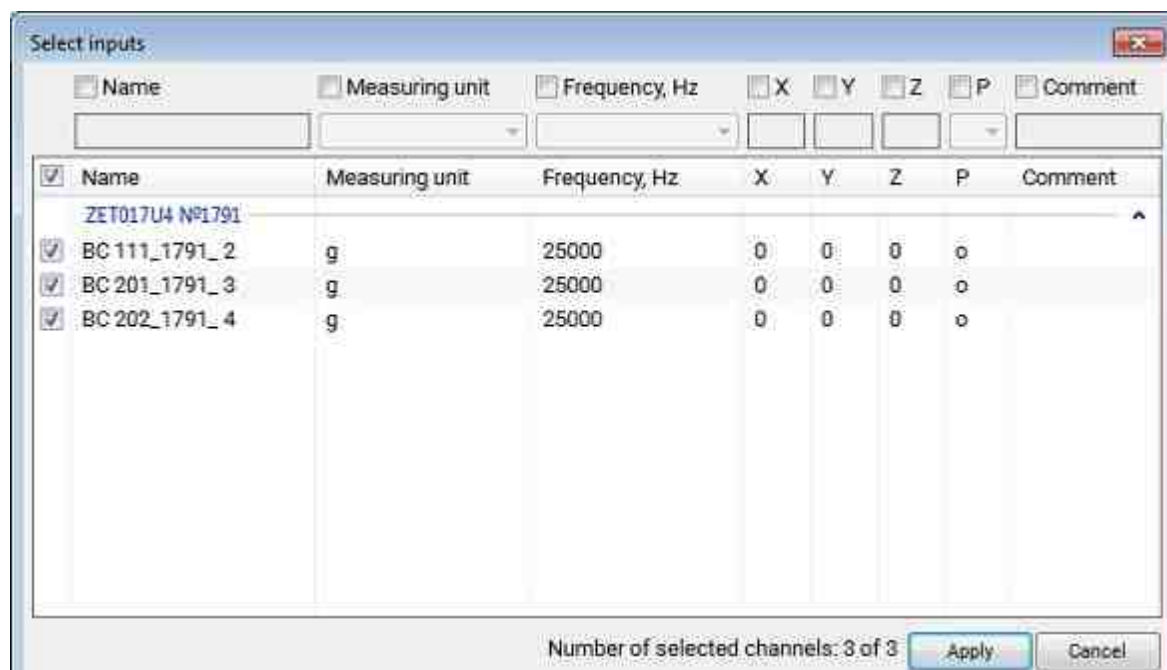 Select inputs
Name Measuring unit Frequency, Hz X Y Z P Comment
Name Measuring unit Frequency, Hz X Y Z P Comment
ZET017U4 №1791
BC 111_1791_ 2 g 25000 0 0 0 o
BC 201_1791_ 3 g 25000 0 0 0 o
BC 202_1791_ 4 g 25000 0 0 0 o
Number of selected channels: 3 of 3 Apply Cancel